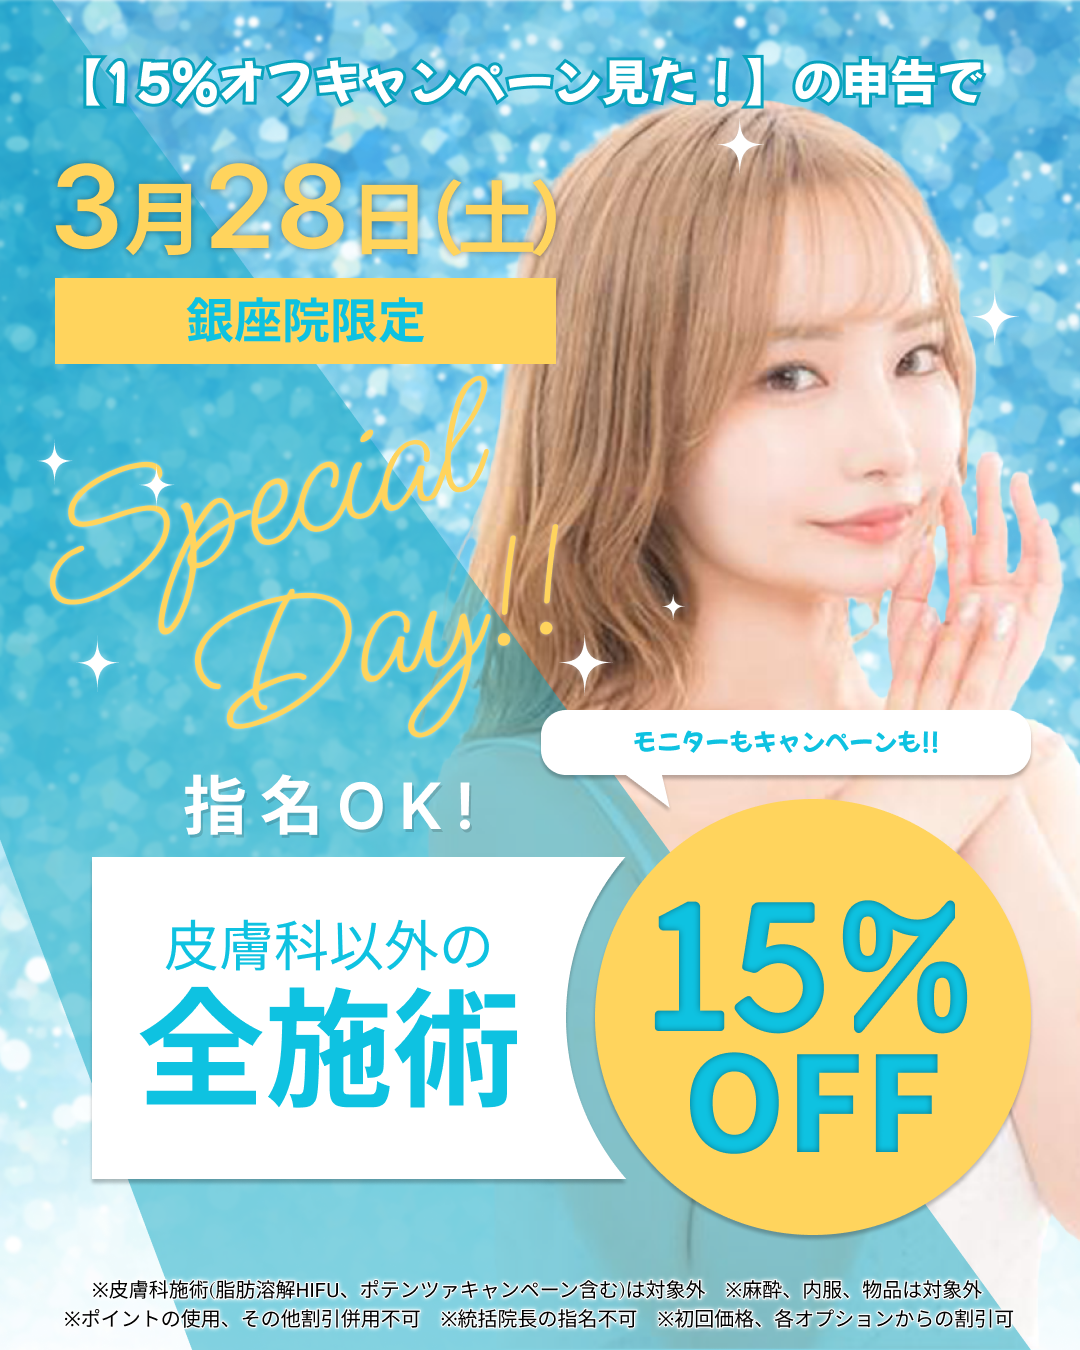 【15%オフキャンペーン見た！】の申告で
3月28日(土)
銀座院限定
Special
Day!!
モニターもキャンペーンも!!
指名OK!
皮膚科以外の
全施術
15%
OFF
※皮膚科施術(脂肪溶解HIFU、ポテンツァキャンペーン含む)は対象外　※麻酔、内服、物品は対象外
※ポイントの使用、その他割引併用不可　※統括院長の指名不可　※初回価格、各オプションからの割引可